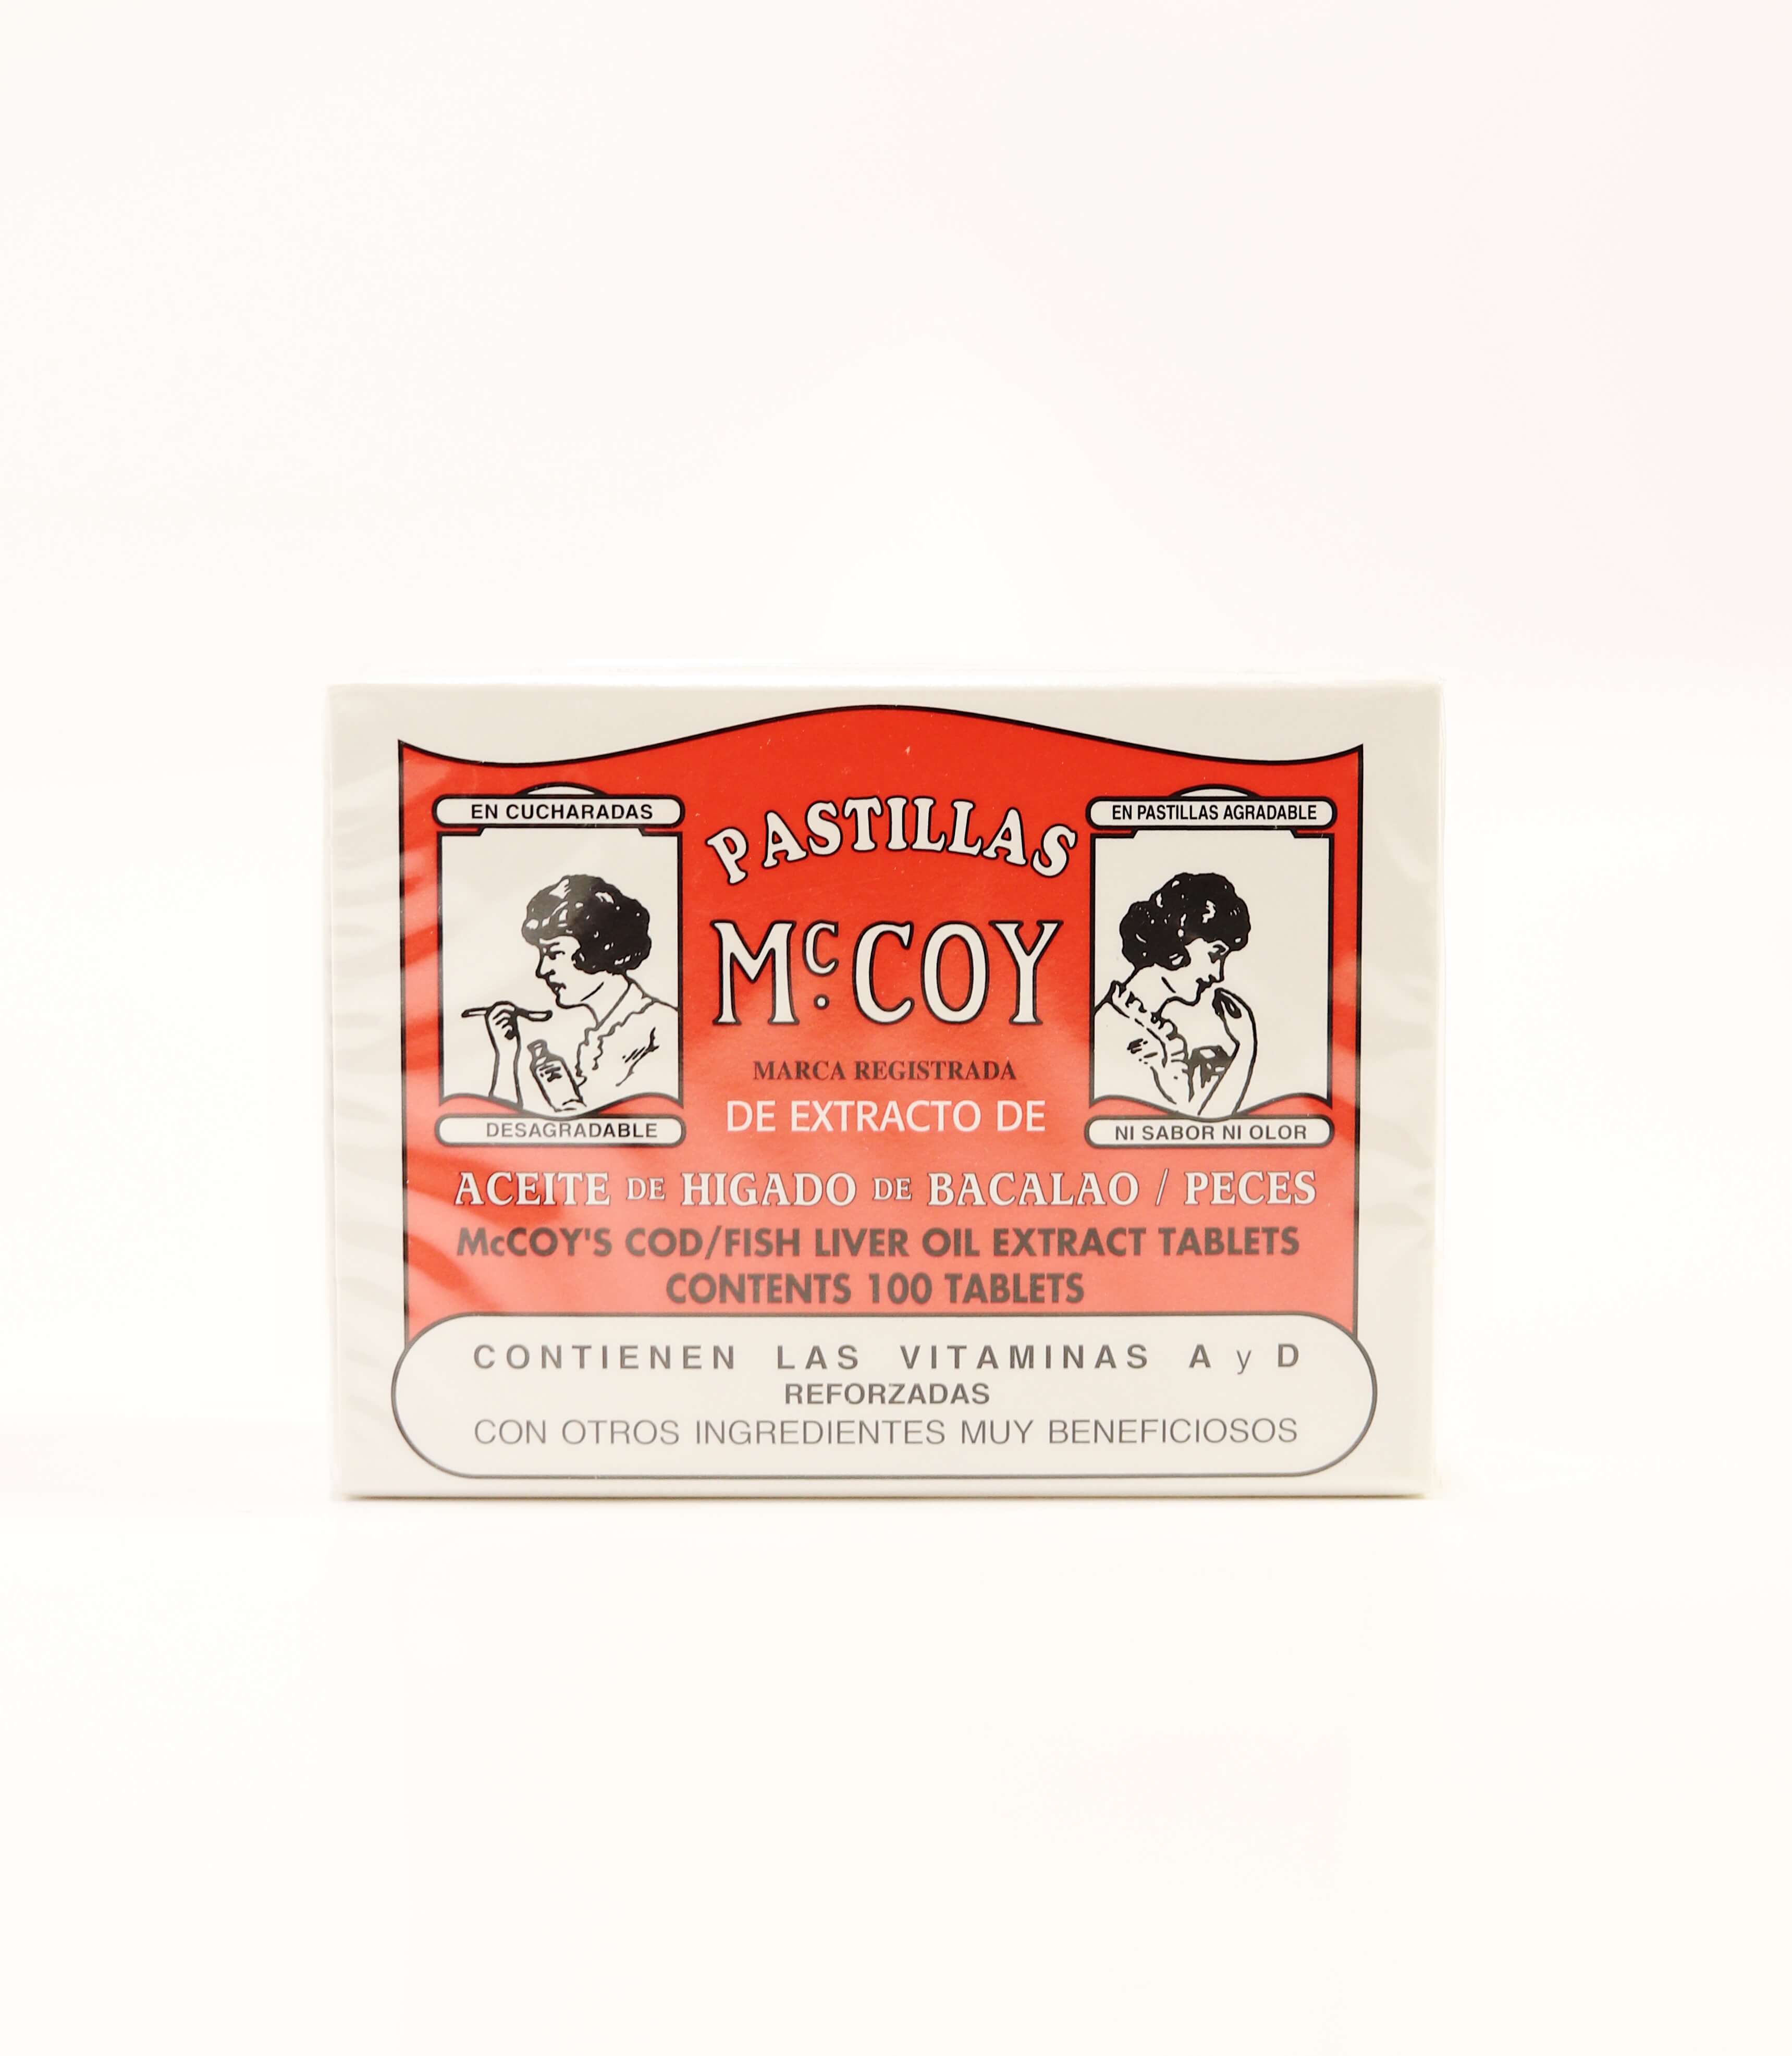 EN CUCHARADAS
DESAGRADABLE
PASTILLAS
McCOY
MARCA REGISTRADA
DE EXTRACTO DE
EN PASTILLAS AGRADABLE
NI SABOR NI OLOR
ACEITE DE HIGADO DE BACALAO / PECES
McCOY'S COD/FISH LIVER OIL EXTRACT TABLETS
CONTENTS 100 TABLETS
CONTIENEN LAS VITAMINAS A y D
REFORZADAS
CON OTROS INGREDIENTES MUY BENEFICIOSOS